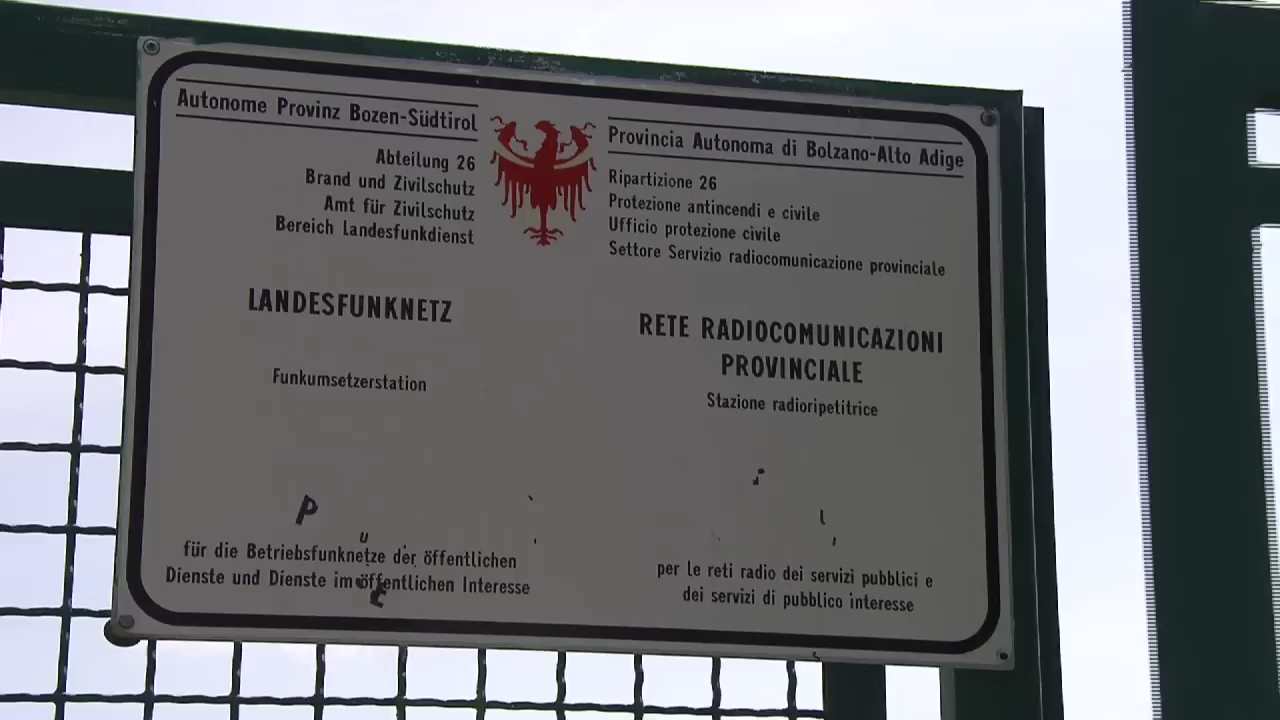 Autonome Provinz Bozen-Südtirol
Abteilung 26
Brand und Zivilschutz
Amt für Zivilschutz
Bereich Landesfunkdienst
LANDESFUNKNETZ
Funkumsetzerstation
für die Betriebsfunknetze der öffentlichen
Dienste und Dienste im öffentlichen Interesse
Provincia Autonoma di Bolzano-Alto Adige
Ripartizione 26
Protezione antincendi e civile
Ufficio protezione civile
Settore Servizio radiocomunicazione provinciale
RETE RADIOCOMUNICAZIONI
PROVINCIALE
Stazione radioripetitrice
per le reti radio dei servizi pubblici e
dei servizi di pubblico interesse